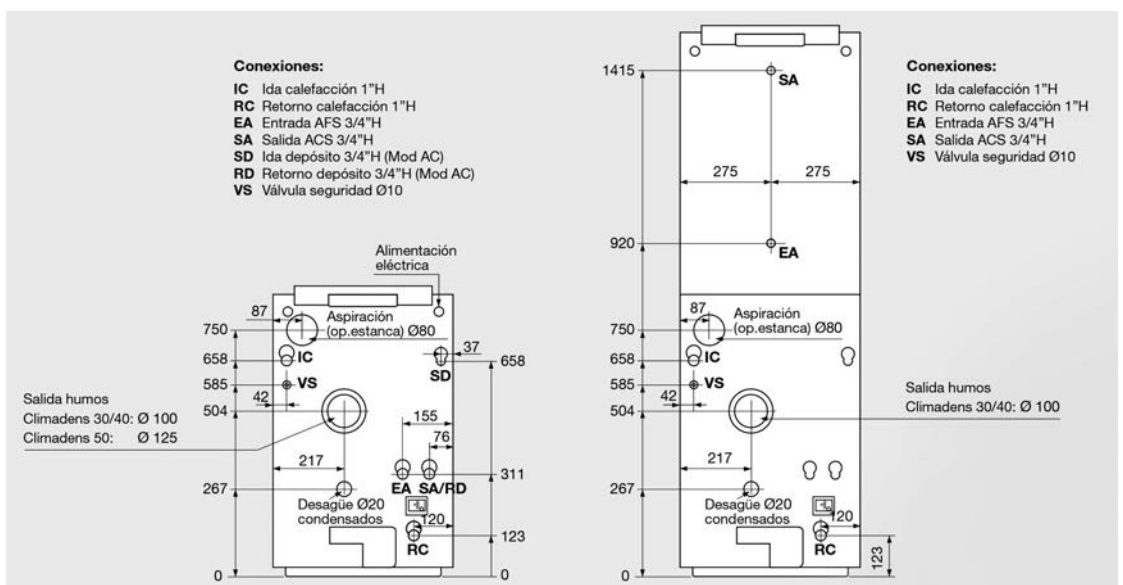 Conexiones:
IC Ida calefacción 1"H
RC Retorno calefacción 1"H
EA Entrada AFS 3/4"H
SA Salida ACS 3/4"H
SD Ida depósito 3/4"H (Mod AC)
RD Retorno depósito 3/4"H (Mod AC)
VS Válvula seguridad Ø10
Alimentación
eléctrica
87
Aspiración
(op.estanca) Ø80
750
658
585
504
267
0
IC
VS
42
37
SD
658
Salida humos
Climadens 30/40: Ø 100
Climadens 50: Ø 125
155
76
217
311
EA SA/RD
Desagüe Ø20
condensados
120
RC
123
0
Conexiones:
IC Ida calefacción 1"H
RC Retorno calefacción 1"H
EA Entrada AFS 3/4"H
SA Salida ACS 3/4"H
VS Válvula seguridad Ø10
1415
SA
275
275
920
EA
87
Aspiración
(op.estanca) Ø80
750
658
585
504
267
0
IC
VS
42
Salida humos
Climadens 30/40: Ø 100
217
Desagüe Ø20
condensados
120
RC
123